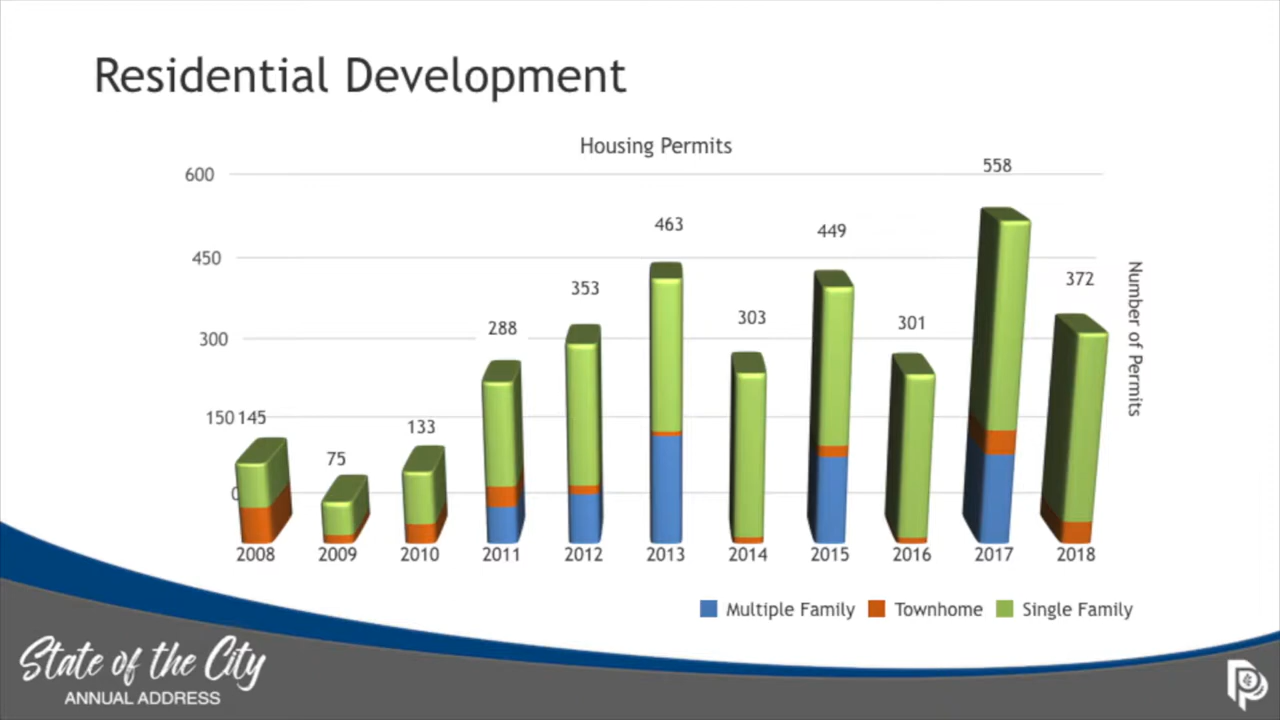 Residential Development
Housing Permits
600
450
300
150
0
145
75
133
288
353
463
303
449
301
558
372
Number of Permits
2008 2009 2010 2011 2012 2013 2014 2015 2016 2017 2018
Multiple Family Townhome Single Family
State of the City
ANNUAL ADDRESS